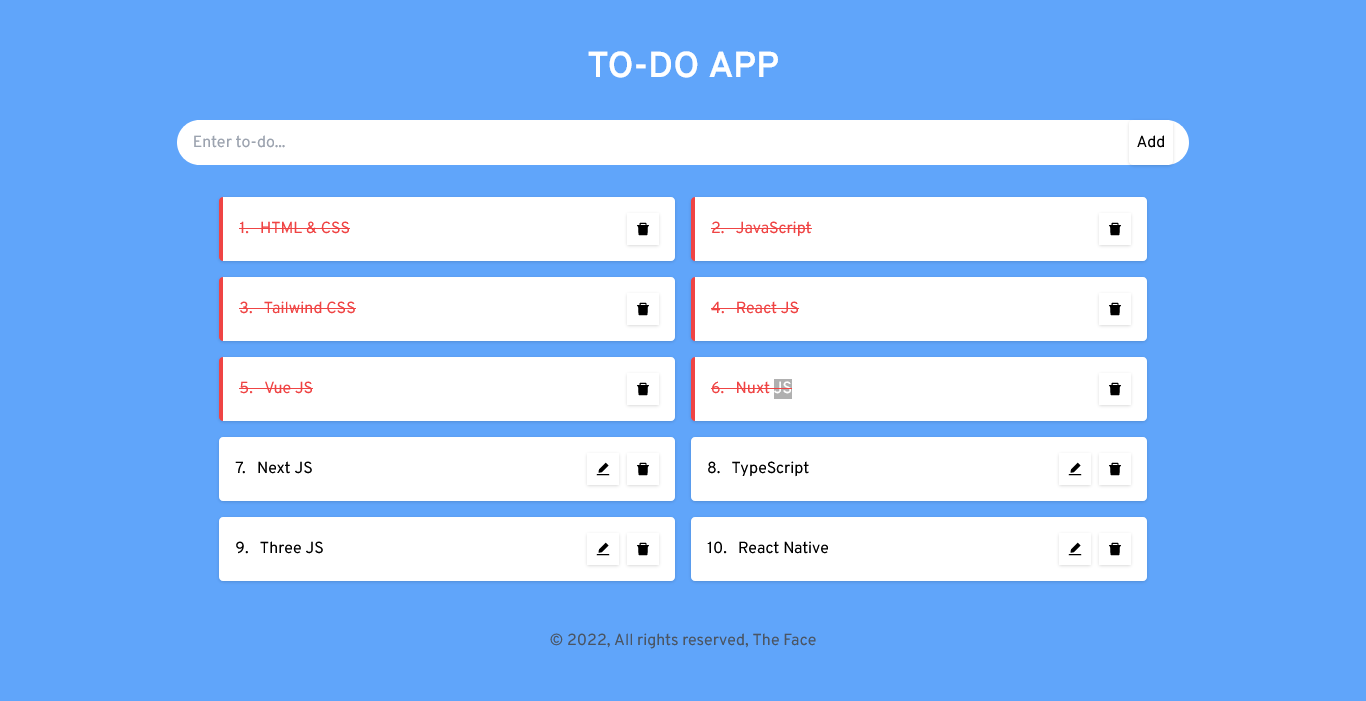 TO-DO APP
Enter to-do...
Add
1. HTML & CSS
2. JavaScript
3. Tailwind CSS
4. React JS
5. Vue JS
6. Nuxt JS
7. Next JS
8. TypeScript
9. Three JS
10. React Native
© 2022, All rights reserved, The Face